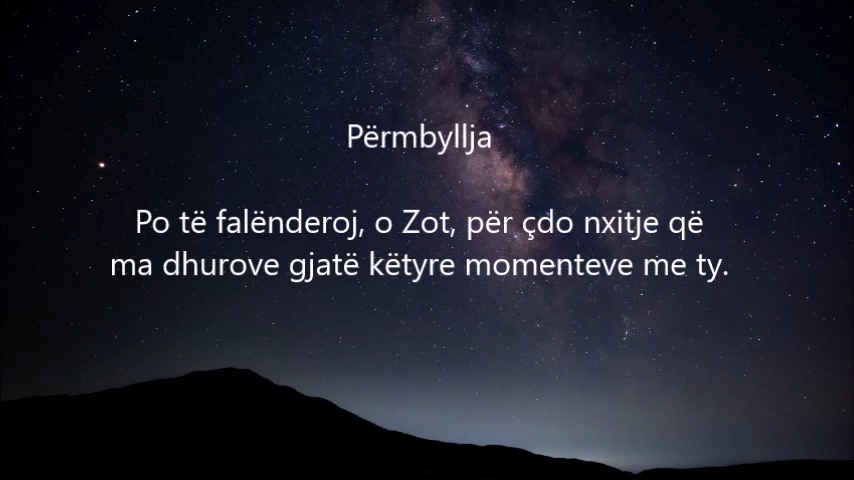 Përmbyllja
Po të falënderoj, o Zot, për çdo nxitje që
ma dhurove gjatë këtyre momenteve me ty.